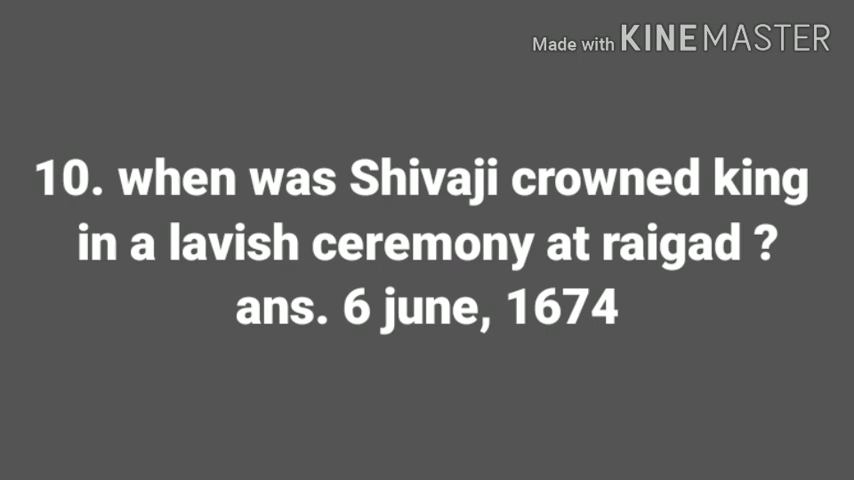 Made with KINEMASTER
10. when was Shivaji crowned king
in a lavish ceremony at raigad ?
ans. 6 june, 1674